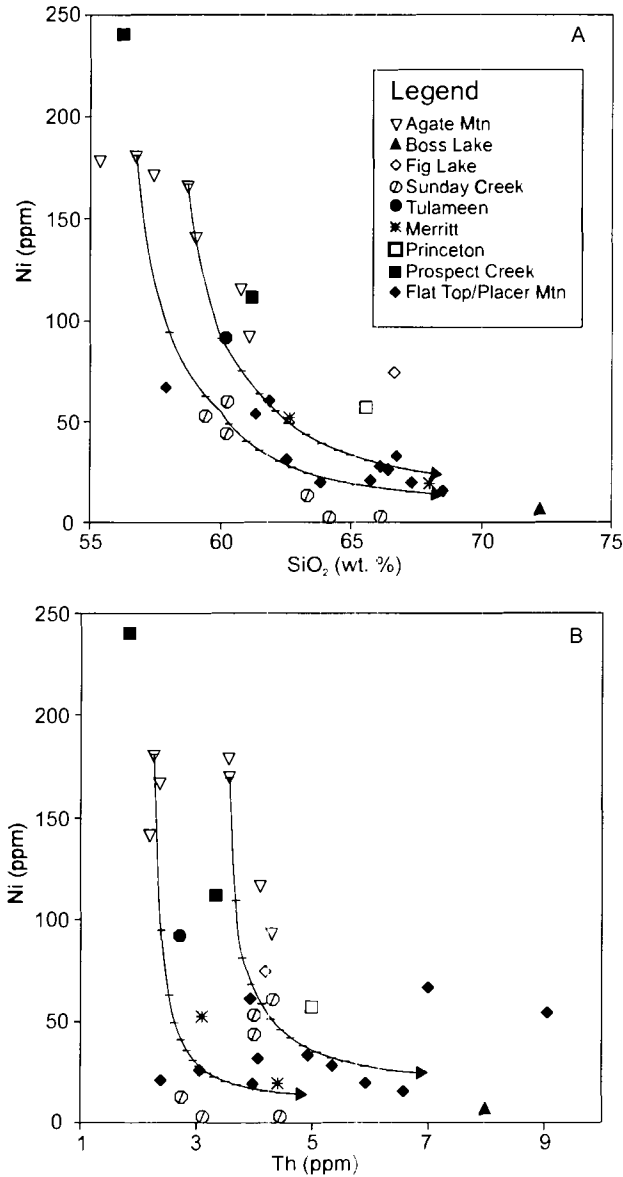 A
250
200
150
100
50
0
Ni (ppm)
55
60
65
70
75
SiO₂ (wt. %)
Legend
Agate Mtn
Boss Lake
Fig Lake
Sunday Creek
Tulameen
Merritt
Princeton
Prospect Creek
Flat Top/Placer Mtn
B
250
200
150
100
50
0
Ni (ppm)
1
3
5
7
9
Th (ppm)